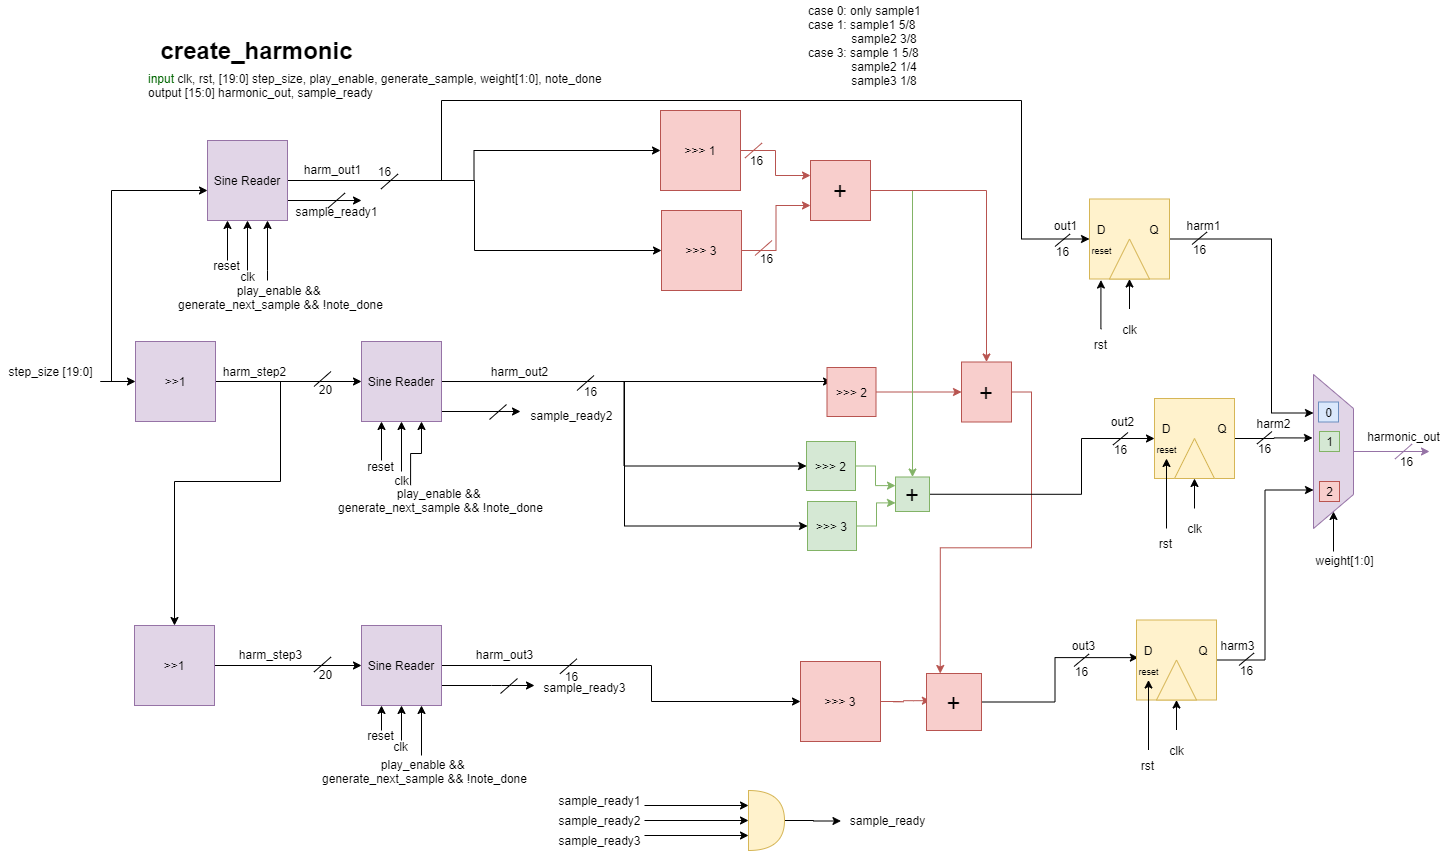 case 0: only sample1
case 1: sample1 5/8
sample2 3/8
case 3: sample 1 5/8
sample2 1/4
sample3 1/8
create_harmonic
input clk, rst, [19:0] step_size, play_enable, generate_sample, weight[1:0], note_done
output [15:0] harmonic_out, sample_ready
Sine Reader
harm_out1
16
sample_ready1
reset
clk
play_enable &&
generate_next_sample && !note_done
>>> 1
16
>>> 3
16
+
out1
16
D
Q
reset
rst
clk
harm1
16
step_size [19:0]
>>1
harm_step2
20
Sine Reader
harm_out2
16
sample_ready2
reset
clk
play_enable &&
generate_next_sample && !note_done
>>> 2
+
>>> 2
>>> 3
+
out2
16
D
Q
reset
rst
clk
harm2
16
0
1
2
harmonic_out
16
weight[1:0]
>>1
harm_step3
20
Sine Reader
harm_out3
16
sample_ready3
reset
clk
play_enable &&
generate_next_sample && !note_done
>>> 3
+
out3
16
D
Q
reset
rst
clk
harm3
16
sample_ready1
sample_ready2
sample_ready3
sample_ready